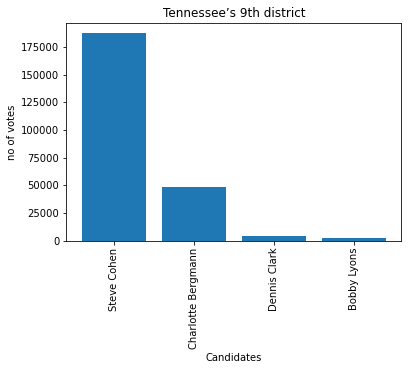 Tennessee’s 9th district
no of votes
175000
150000
125000
100000
75000
50000
25000
0
Steve Cohen
Charlotte Bergmann
Dennis Clark
Bobby Lyons
Candidates